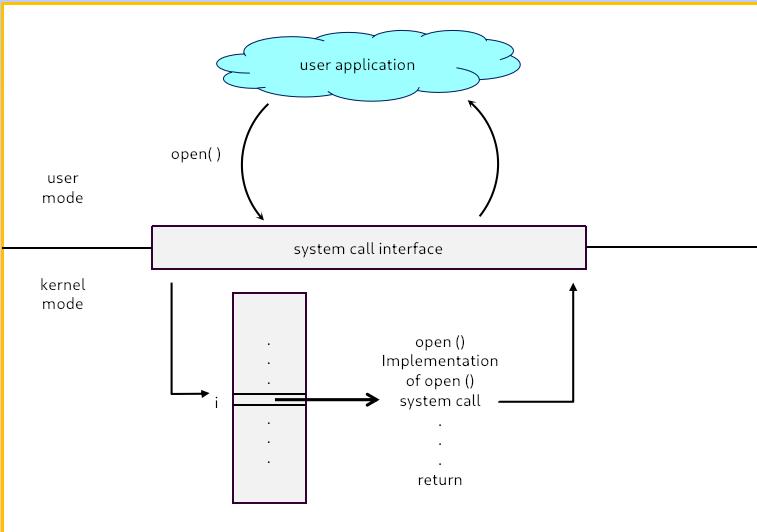 user application
open( )
user
mode
system call interface
kernel
mode
i
.
.
.
.
.
.
open ()
Implementation
of open ()
system call
.
.
.
return